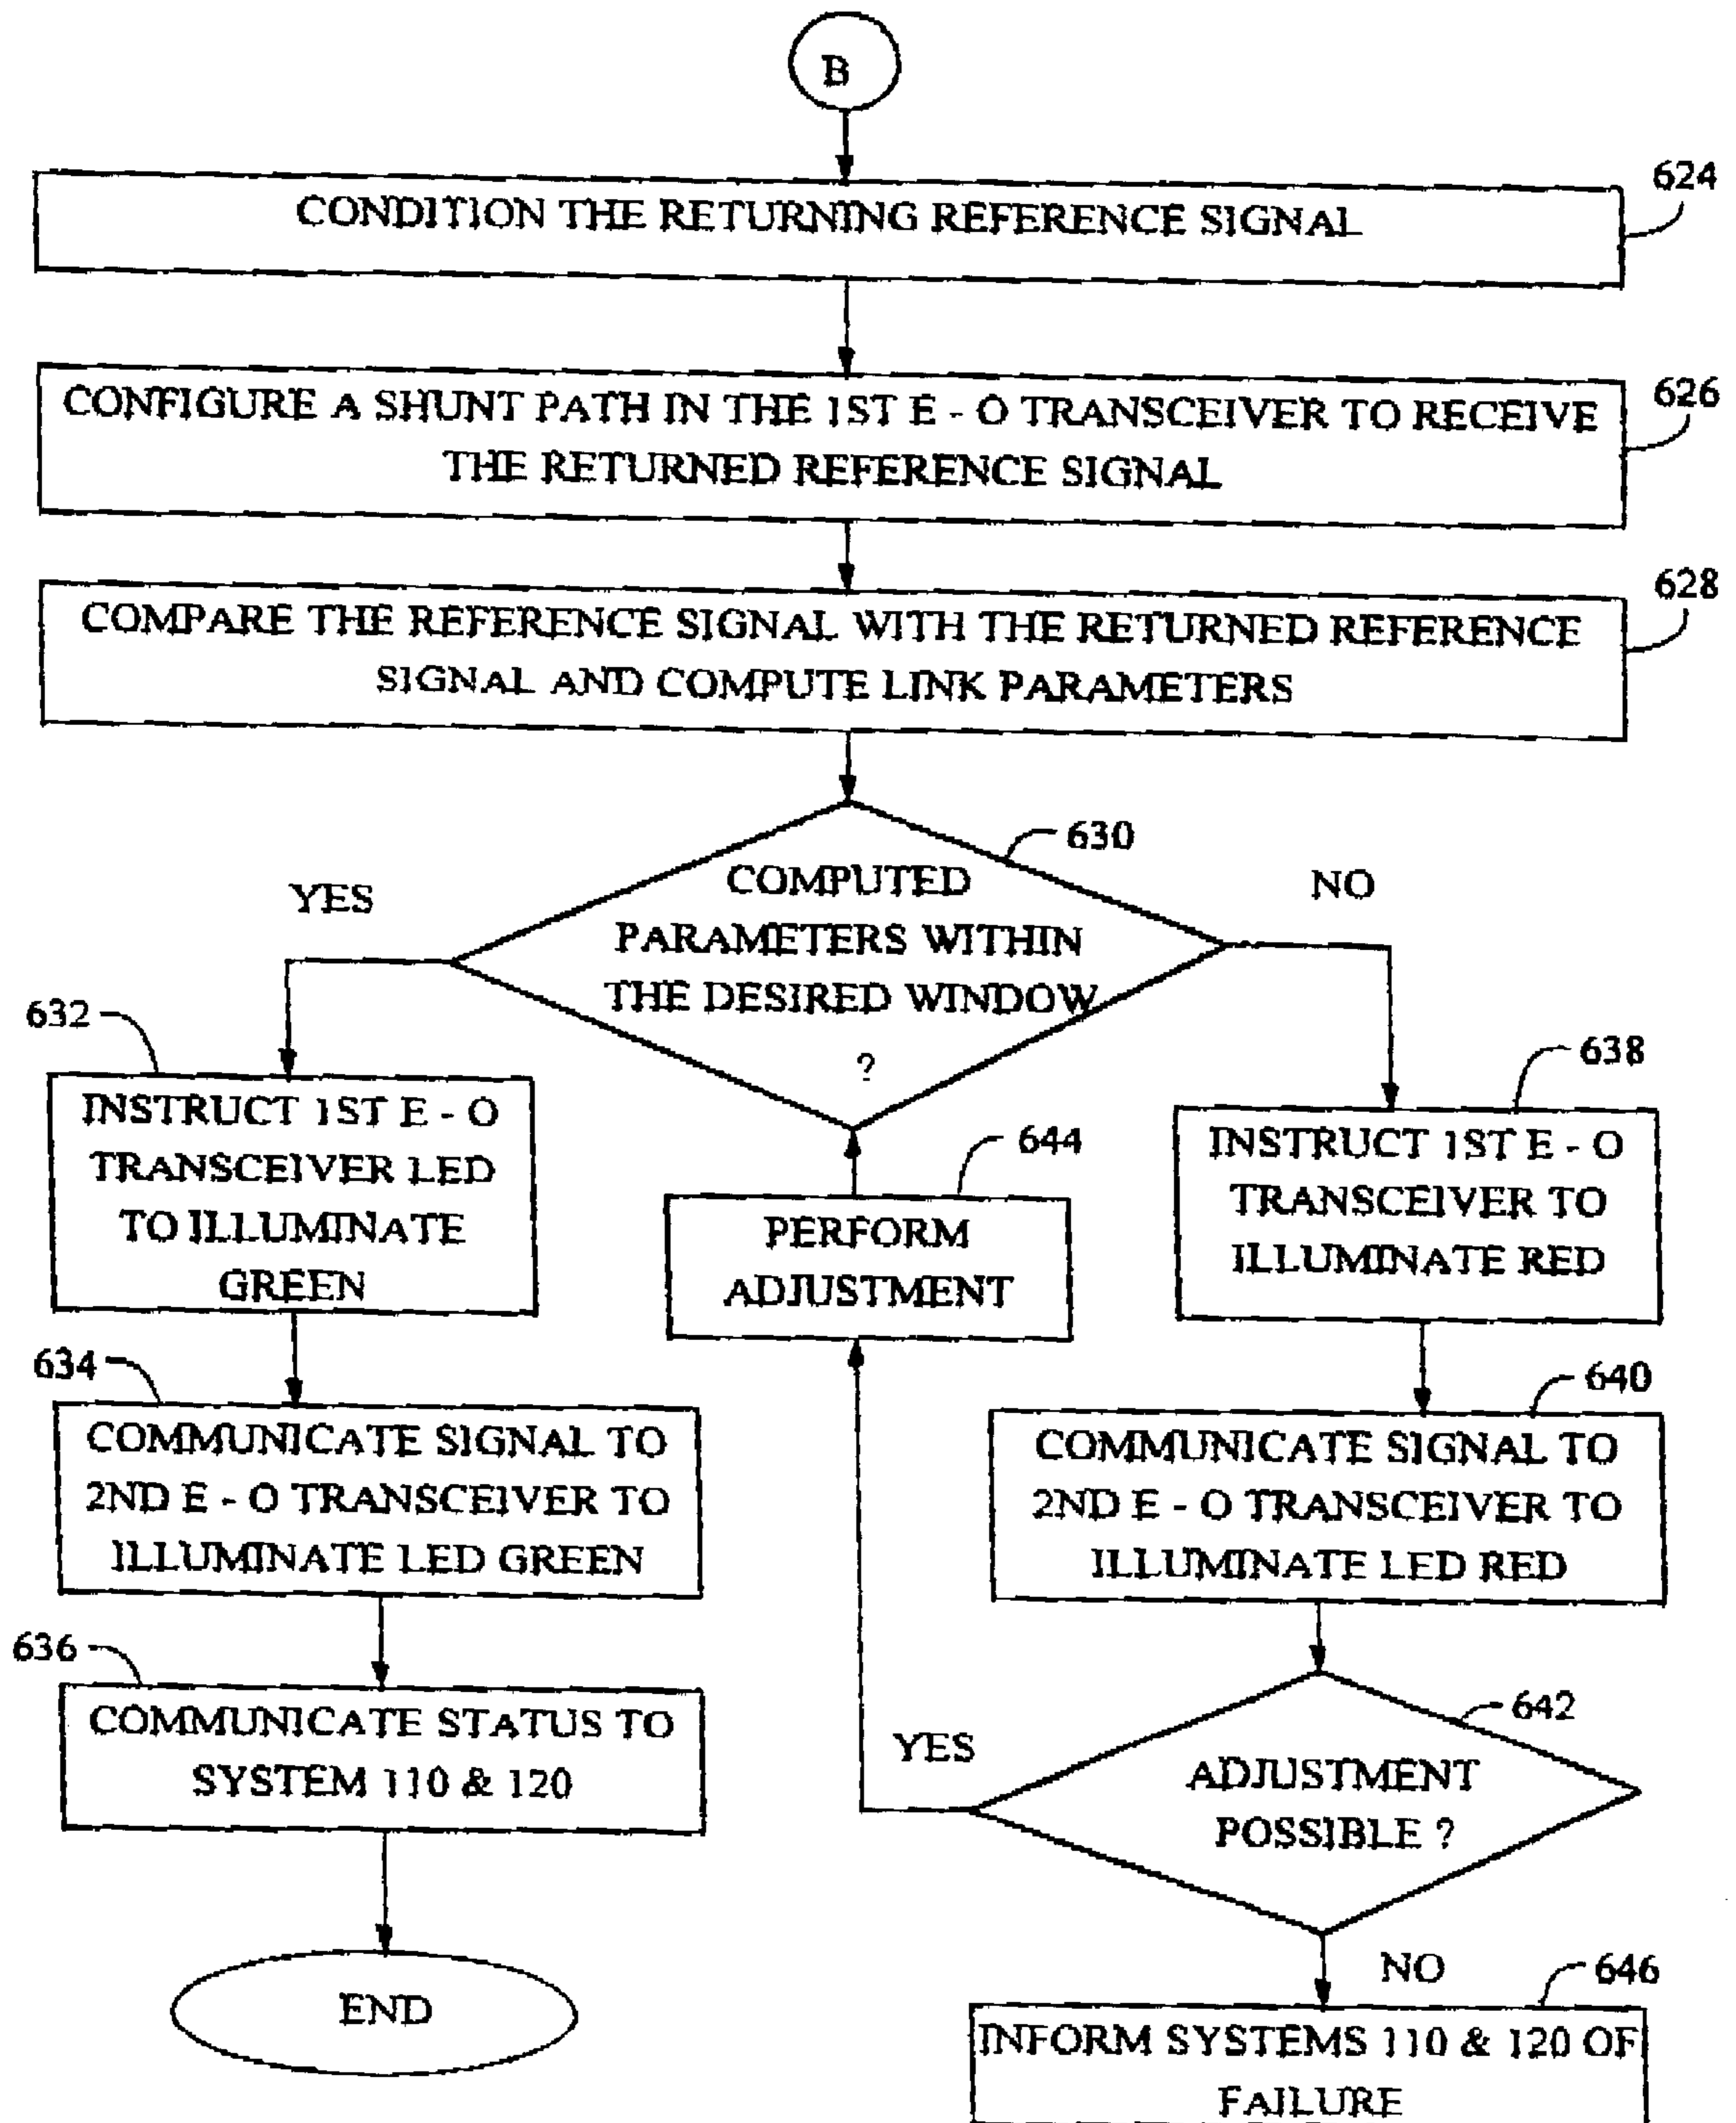 B
624
CONDITION THE RETURNING REFERENCE SIGNAL
626
CONFIGURE A SHUNT PATH IN THE 1ST E - O TRANSCEIVER TO RECEIVE
THE RETURNED REFERENCE SIGNAL
628
COMPARE THE REFERENCE SIGNAL WITH THE RETURNED REFERENCE
SIGNAL AND COMPUTE LINK PARAMETERS
630
COMPUTED
PARAMETERS WITHIN
THE DESIRED WINDOW
?
YES
NO
632
INSTRUCT 1ST E - O
TRANSCEIVER LED
TO ILLUMINATE
GREEN
638
INSTRUCT 1ST E - O
TRANSCEIVER TO
ILLUMINATE RED
644
PERFORM
ADJUSTMENT
634
COMMUNICATE SIGNAL TO
2ND E - O TRANSCEIVER TO
ILLUMINATE LED GREEN
640
COMMUNICATE SIGNAL TO
2ND E - O TRANSCEIVER TO
ILLUMINATE LED RED
636
COMMUNICATE STATUS TO
SYSTEM 110 & 120
642
YES
ADJUSTMENT
POSSIBLE ?
END
NO
646
INFORM SYSTEMS 110 & 120 OF
FAILURE